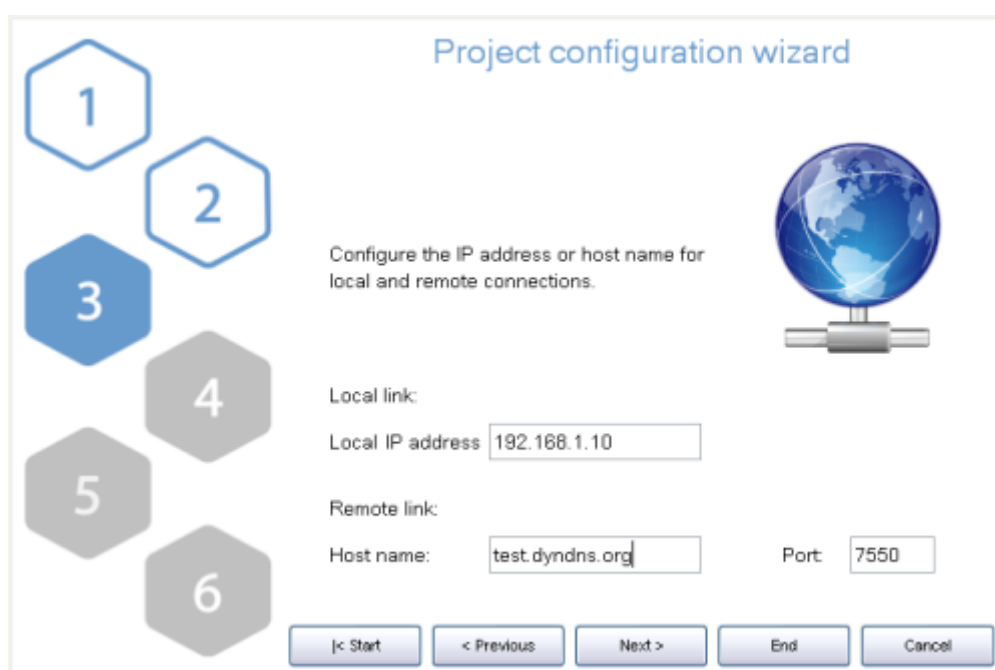 Project configuration wizard
1
2
3
4
5
6
Configure the IP address or host name for
local and remote connections.
Local link:
Local IP address 192.168.1.10
Remote link:
Host name: test.dyndns.org Port: 7550
|< Start < Previous Next > End Cancel